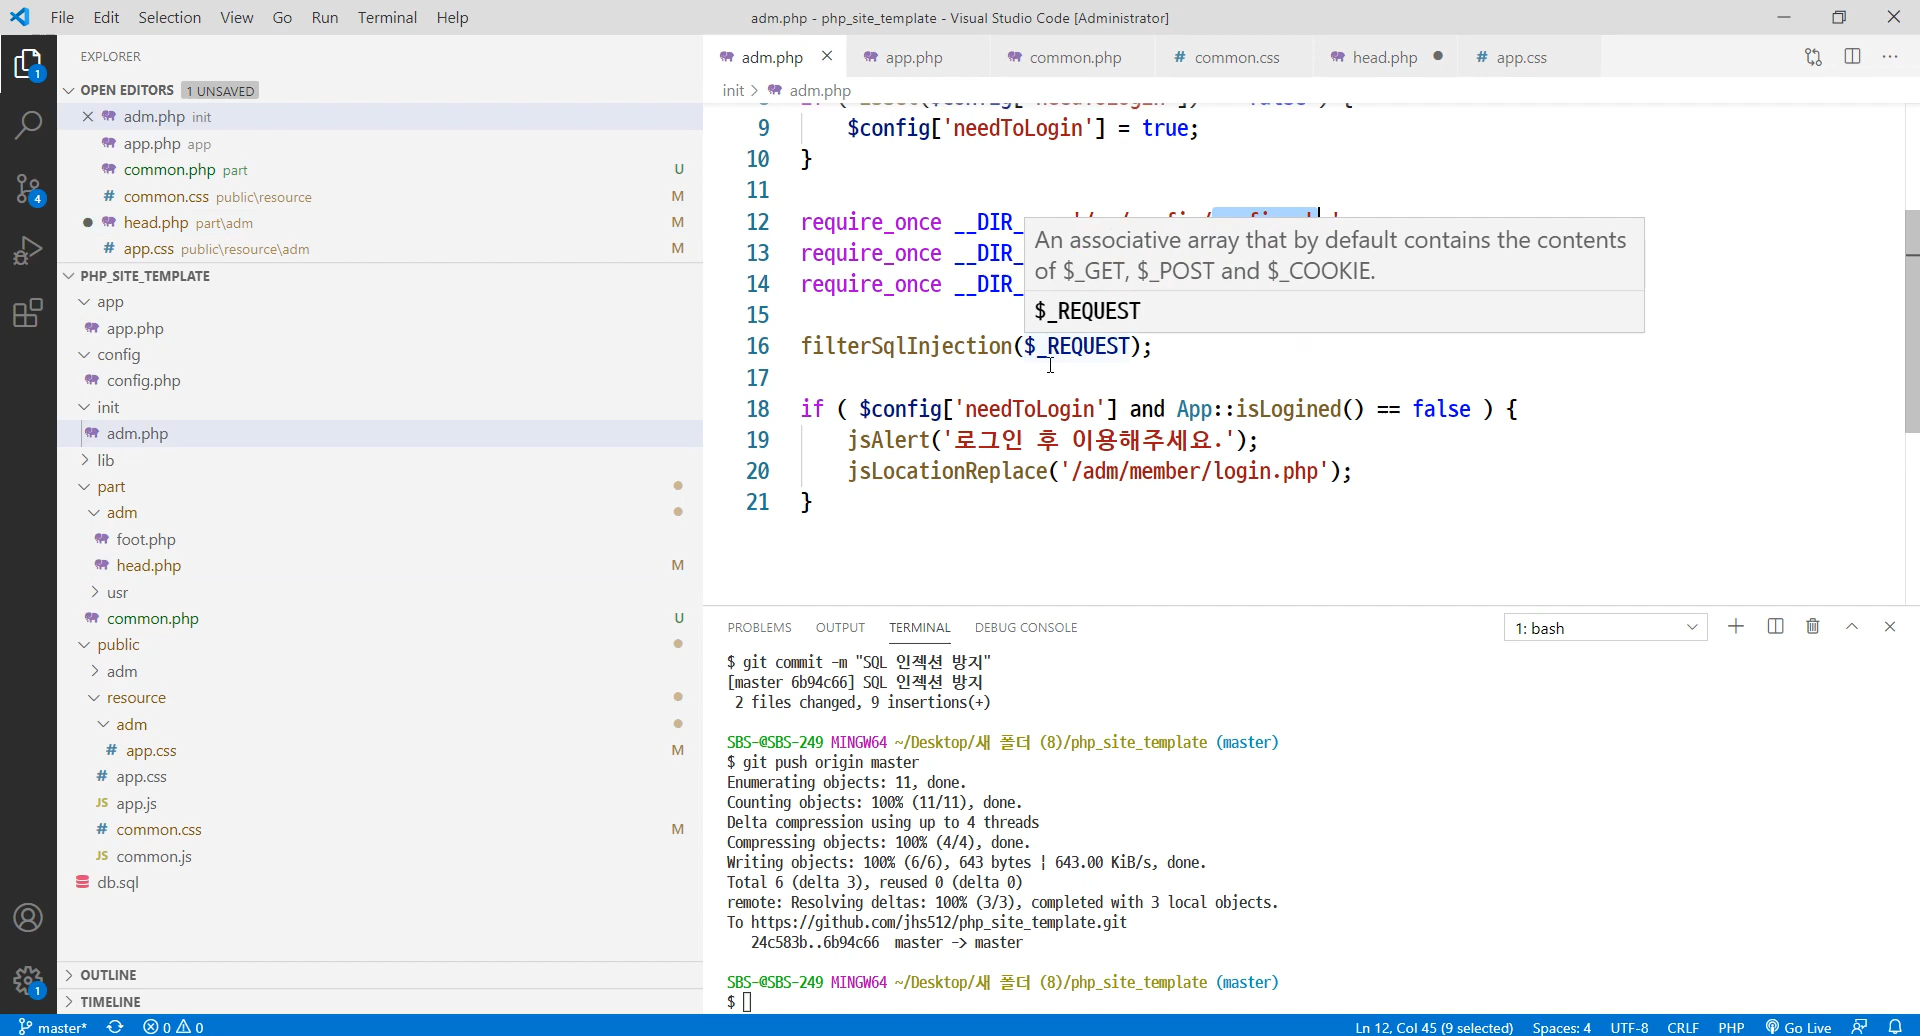 File Edit Selection View Go Run Terminal Help
adm.php - php_site_template - Visual Studio Code [Administrator]
EXPLORER
OPEN EDITORS 1 UNSAVED
adm.php init
app.php app
common.php part U
common.css public\resource M
head.php part\adm M
app.css public\resource\adm M
PHP_SITE_TEMPLATE
app
app.php
config
config.php
init
adm.php
lib
part
adm
foot.php
head.php M
usr
common.php U
public
adm
resource
adm
app.css M
app.css
JS app.js
common.css M
JS common.js
db.sql
OUTLINE
TIMELINE
1
4
1
adm.php
app.php
common.php
common.css
head.php
app.css
init > adm.php
9 $config['needToLogin'] = true;
10 }
11
12 require_once __DIR_
13 require_once __DIR_
14 require_once __DIR_
15
An associative array that by default contains the contents
of $_GET, $_POST and $_COOKIE.
$_REQUEST
16 filterSqlInjection($_REQUEST);
17
18 if ( $config['needToLogin'] and App::isLogined() == false ) {
19 jsAlert('로그인 후 이용해주세요.');
20 jsLocationReplace('/adm/member/login.php');
21 }
PROBLEMS OUTPUT TERMINAL DEBUG CONSOLE
1: bash
$ git commit -m "SQL 인젝션 방지"
[master 6b94c66] SQL 인젝션 방지
2 files changed, 9 insertions(+)
SBS-@SBS-249 MINGW64 ~/Desktop/새 폴더 (8)/php_site_template (master)
$ git push origin master
Enumerating objects: 11, done.
Counting objects: 100% (11/11), done.
Delta compression using up to 4 threads
Compressing objects: 100% (4/4), done.
Writing objects: 100% (6/6), 643 bytes ¦ 643.00 KiB/s, done.
Total 6 (delta 3), reused 0 (delta 0)
remote: Resolving deltas: 100% (3/3), completed with 3 local objects.
To https://github.com/jhs512/php_site_template.git
24c583b..6b94c66 master -> master
SBS-@SBS-249 MINGW64 ~/Desktop/새 폴더 (8)/php_site_template (master)
$
master* 0 0
Ln 12, Col 45 (9 selected) Spaces: 4 UTF-8 CRLF PHP Go Live